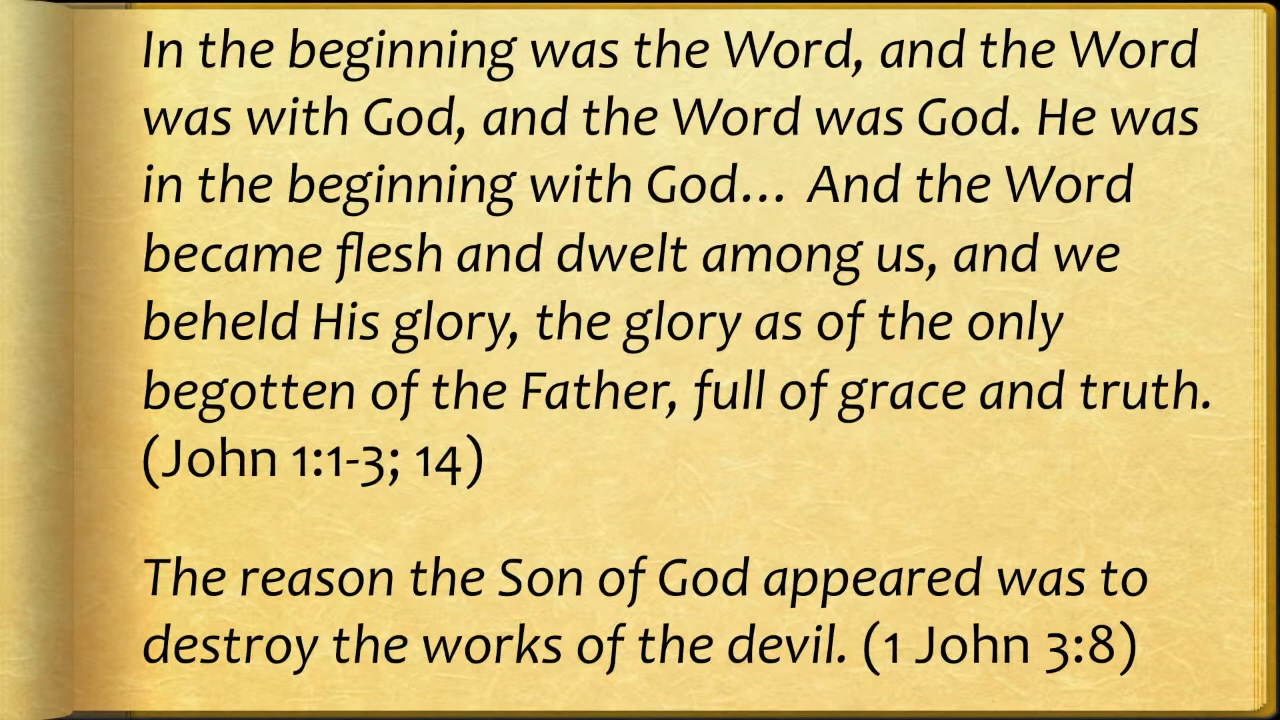 In the beginning was the Word, and the Word
was with God, and the Word was God. He was
in the beginning with God… And the Word
became flesh and dwelt among us, and we
beheld His glory, the glory as of the only
begotten of the Father, full of grace and truth.
(John 1:1-3; 14)
The reason the Son of God appeared was to
destroy the works of the devil. (1 John 3:8)